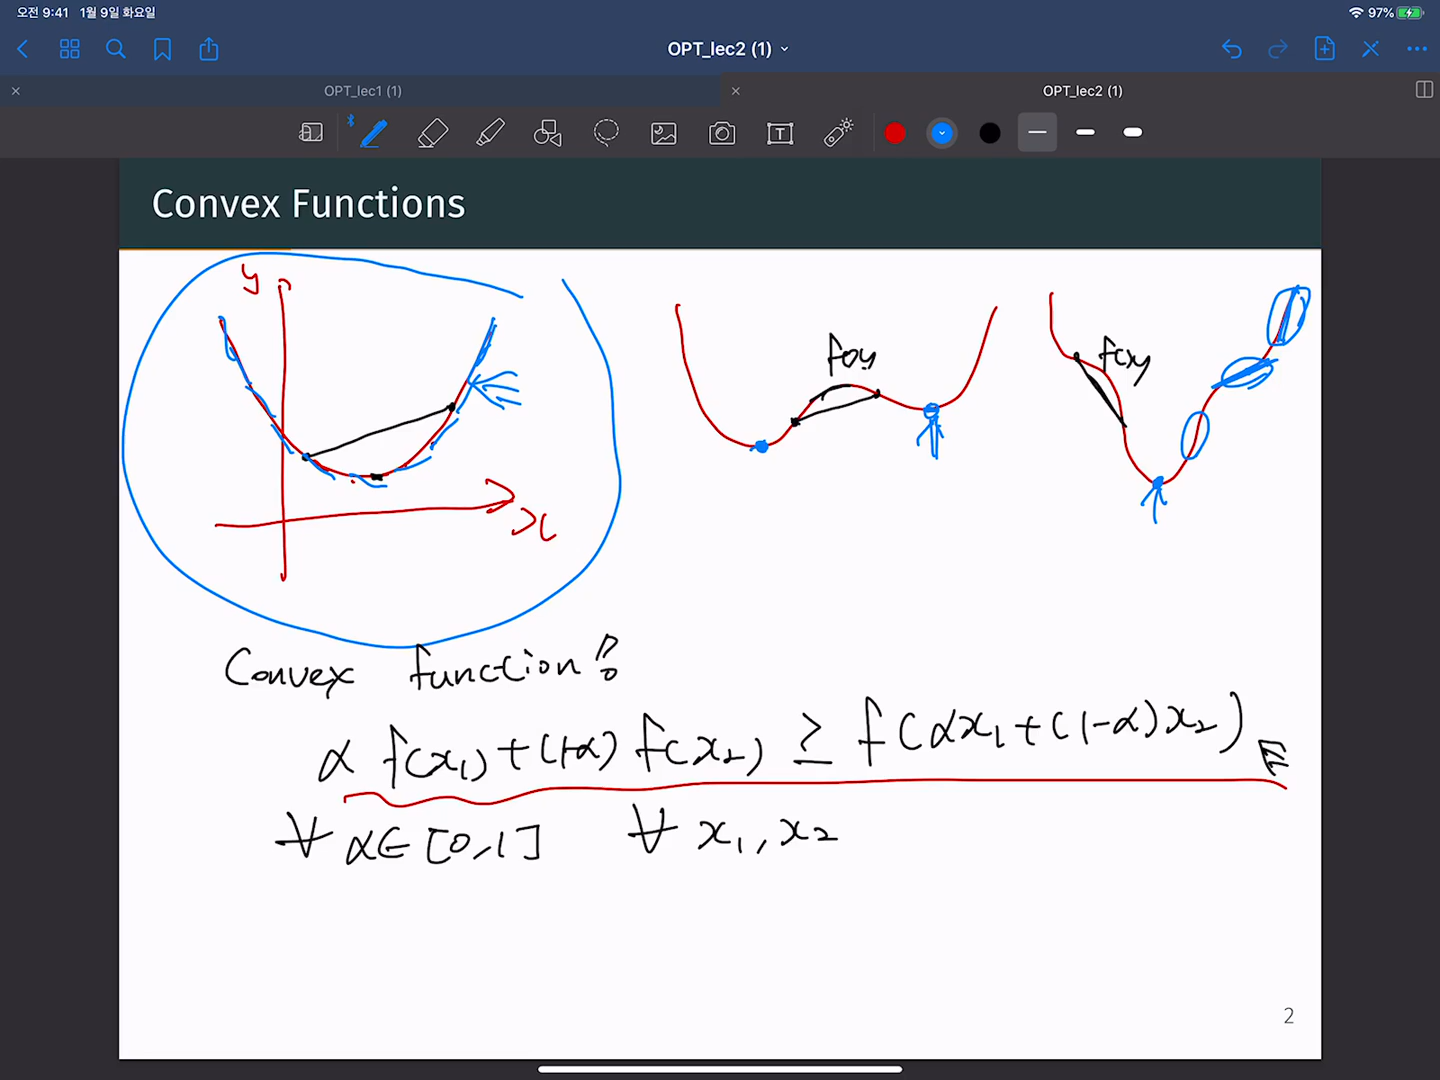 오전 9:41 1월 9일 화요일
97%
OPT_lec2 (1)
OPT_lec1 (1)
OPT_lec2 (1)
T
Convex Functions
y
x
f(x)
f(x)
Convex function?
α f(x₁)+(1-α) f(x₂) ≥ f(αx₁+(1-α)x₂)
∀ α∈[0,1] ∀ x₁, x₂
2